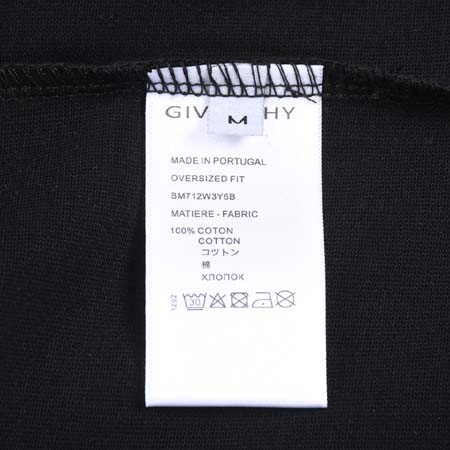 GIV HY
M
MADE IN PORTUGAL
OVERSIZED FIT
BM712W3Y6B
MATIERE - FABRIC
100% COTON
COTTON
コツトン
棉
ХЛОПОК
1292
30